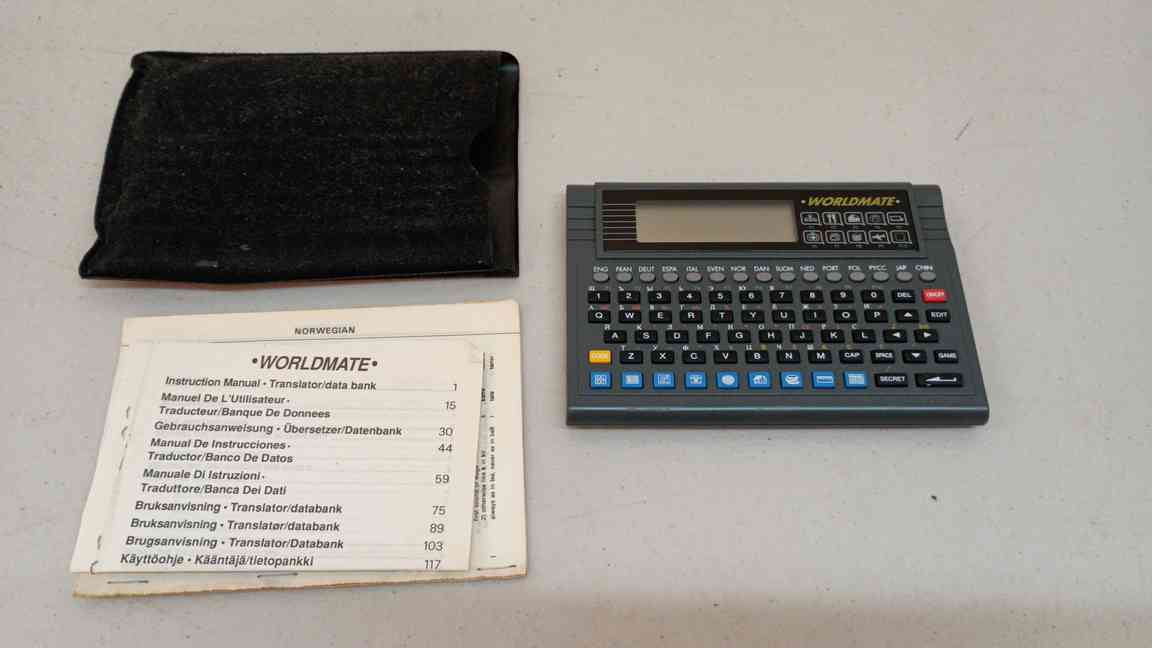 NORWEGIAN
•WORLDMATE•
Instruction Manual • Translator/data bank 1
Manuel De L'Utilisateur •
Traducteur/Banque De Donnees 15
Gebrauchsanweisung • Übersetzer/Datenbank 30
Manual De Instrucciones •
Traductor/Banco De Datos 44
Manuale Di Istruzioni •
Traduttore/Banca Dei Dati 59
Bruksanvisning • Translator/databank 75
Bruksanvisning • Translatør/databank 89
Brugsanvisning • Translator/Databank 103
Käyttöohje • Kääntäjä/tietopankki 117
• WORLDMATE •
ENG FRAN DEUT ESPA ITAL SVEN NOR DAN SUOM NED PORT POL РУСС JAP CHIN
1 2 3 4 5 6 7 8 9 0 DEL ON/OFF
Q W E R T Y U I O P EDIT
A S D F G H J K L
CODE Z X C V B N M CAP SPACE GAME
SECRET